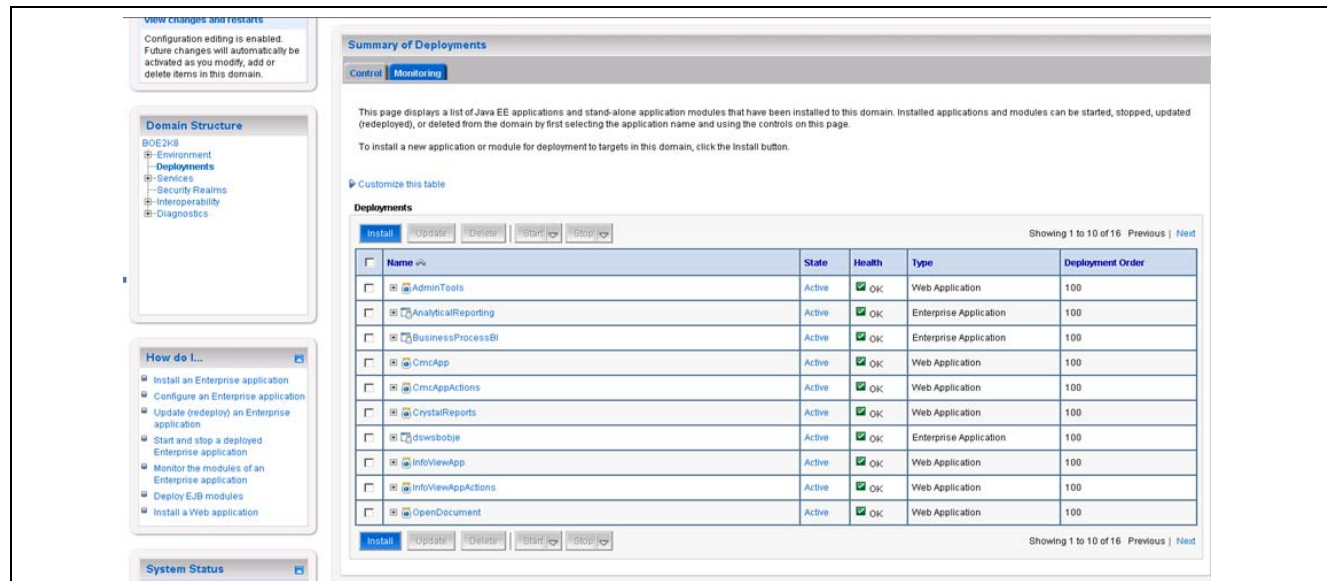 View changes and restarts
Configuration editing is enabled.
Future changes will automatically be
activated as you modify, add or
delete items in this domain.
Domain Structure
BOE2K8
Environment
Deployments
Services
Security Realms
Interoperability
Diagnostics
How do I...
Install an Enterprise application
Configure an Enterprise application
Update (redeploy) an Enterprise
application
Start and stop a deployed
Enterprise application
Monitor the modules of an
Enterprise application
Deploy EJB modules
Install a Web application
System Status
Summary of Deployments
Control Monitoring
This page displays a list of Java EE applications and stand-alone application modules that have been installed to this domain. Installed applications and modules can be started, stopped, updated
(redeployed), or deleted from the domain by first selecting the application name and using the controls on this page.
To install a new application or module for deployment to targets in this domain, click the Install button.
Customize this table
Deployments
Install Update Delete Start Stop Showing 1 to 10 of 16 Previous | Next
Name State Health Type Deployment Order
AdminTools Active OK Web Application 100
AnalyticalReporting Active OK Enterprise Application 100
BusinessProcessBI Active OK Enterprise Application 100
CmcApp Active OK Web Application 100
CmcAppActions Active OK Web Application 100
CrystalReports Active OK Web Application 100
dswsbobje Active OK Enterprise Application 100
InfoViewApp Active OK Web Application 100
InfoViewAppActions Active OK Web Application 100
OpenDocument Active OK Web Application 100
Install Update Delete Start Stop Showing 1 to 10 of 16 Previous | Next